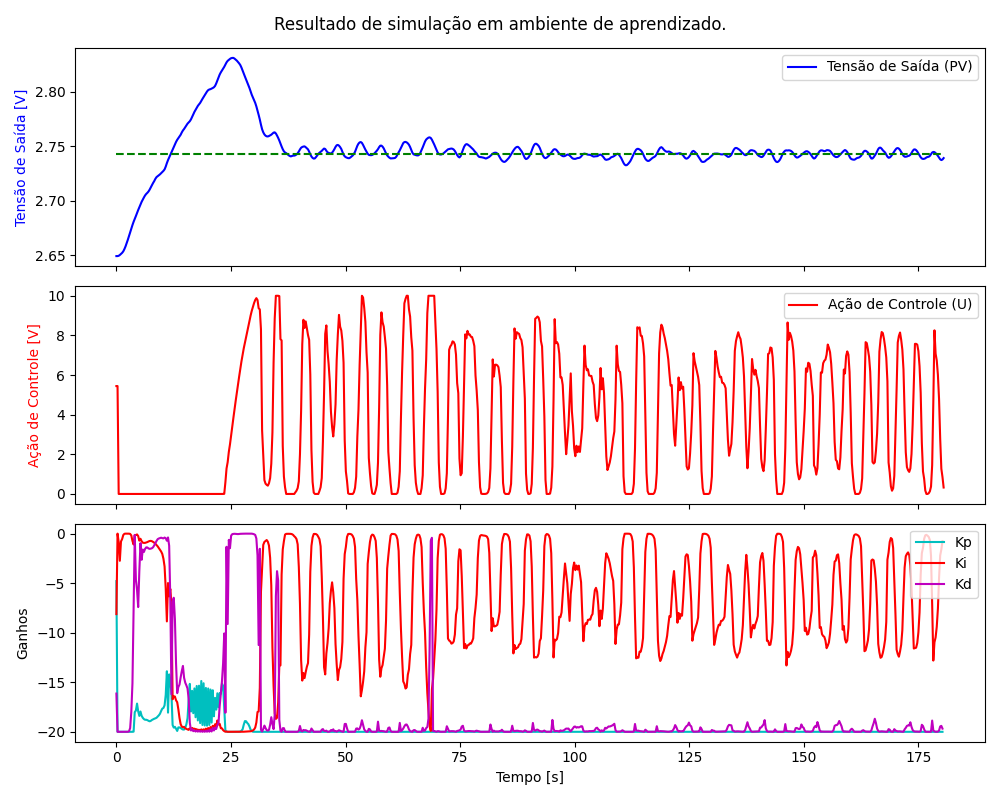 Resultado de simulação em ambiente de aprendizado.
Tensão de Saída [V]
2.80
2.75
2.70
2.65
Tensão de Saída (PV)
Ação de Controle [V]
10
8
6
4
2
0
Ação de Controle (U)
Ganhos
0
−5
−10
−15
−20
Kp
Ki
Kd
0 25 50 75 100 125 150 175
Tempo [s]